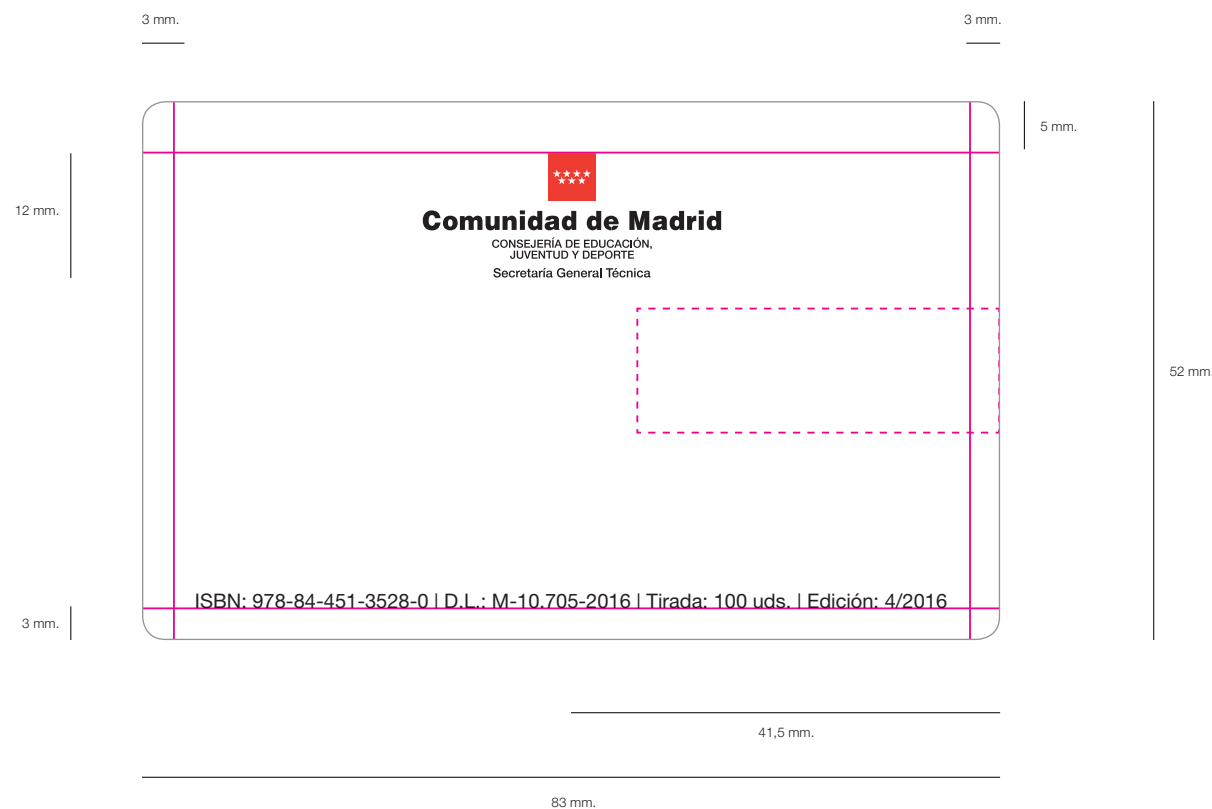 3 mm.
3 mm.
5 mm.
12 mm.
Comunidad de Madrid
CONSEJERÍA DE EDUCACIÓN,
JUVENTUD Y DEPORTE
Secretaría General Técnica
52 mm
ISBN: 978-84-451-3528-0 | D.L.: M-10.705-2016 | Tirada: 100 uds. | Edición: 4/2016
3 mm.
41,5 mm.
83 mm.